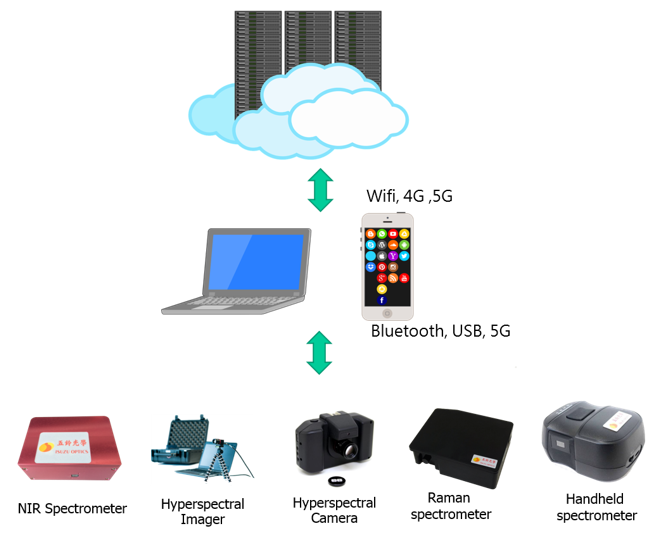 Wifi, 4G ,5G
Bluetooth, USB, 5G
NIR Spectrometer
Hyperspectral
Imager
Hyperspectral
Camera
Raman
spectrometer
Handheld
spectrometer